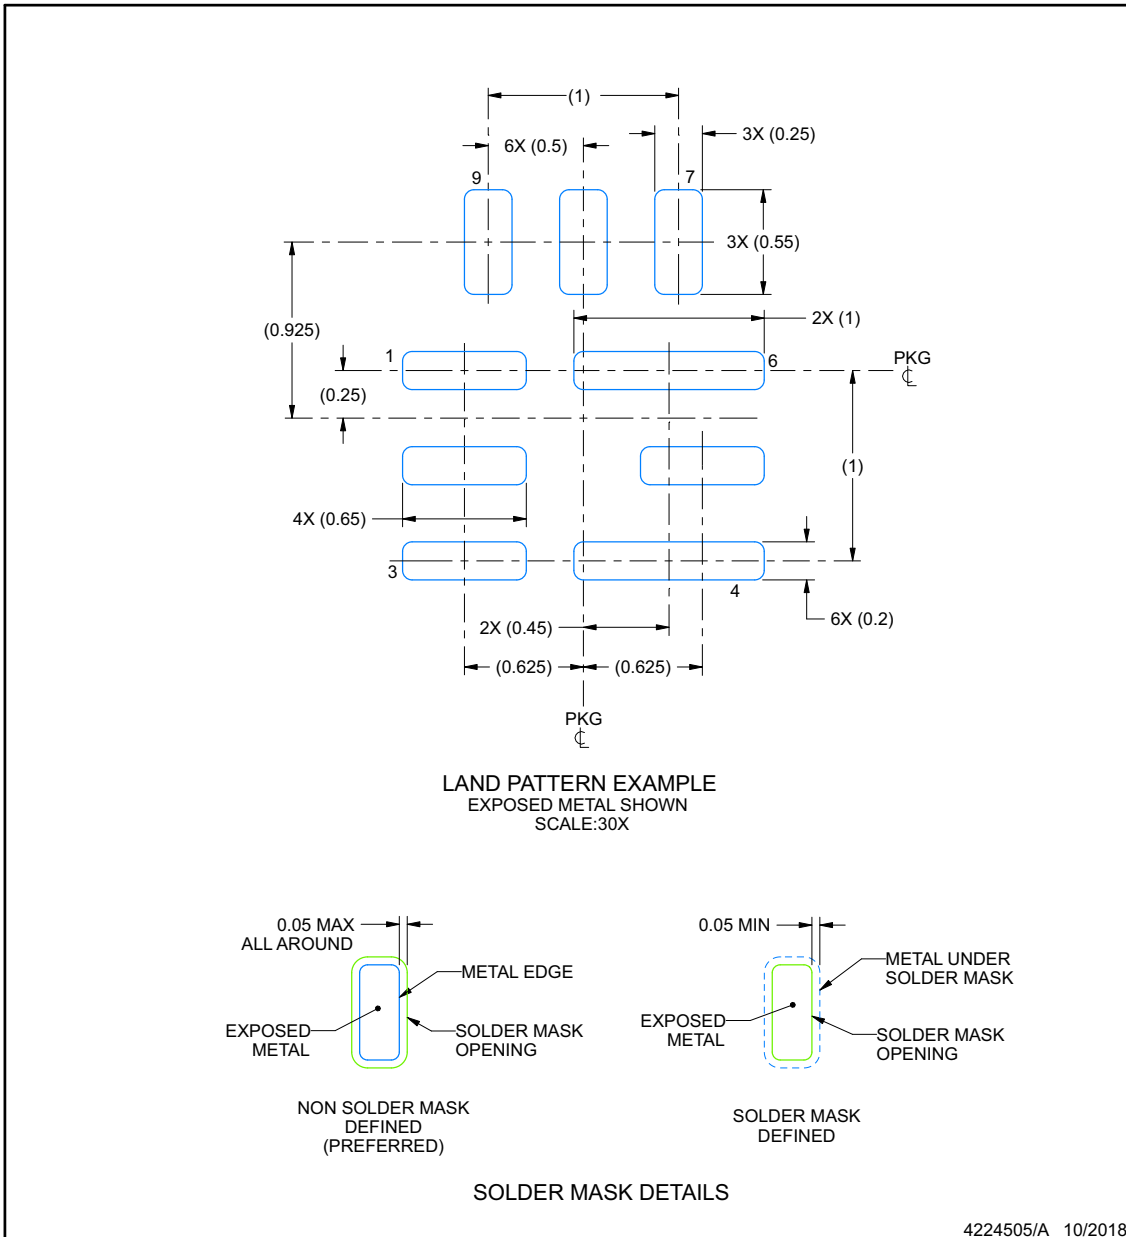 (1)
6X (0.5)
3X (0.25)
9
7
3X (0.55)
(0.925)
2X (1)
1
6
PKG
℄
(0.25)
(1)
4X (0.65)
3
4
2X (0.45)
6X (0.2)
(0.625)
(0.625)
PKG
℄
LAND PATTERN EXAMPLE
EXPOSED METAL SHOWN
SCALE:30X
0.05 MAX
ALL AROUND
METAL EDGE
EXPOSED
METAL
SOLDER MASK
OPENING
NON SOLDER MASK
DEFINED
(PREFERRED)
0.05 MIN
METAL UNDER
SOLDER MASK
EXPOSED
METAL
SOLDER MASK
OPENING
SOLDER MASK
DEFINED
SOLDER MASK DETAILS
4224505/A 10/2018